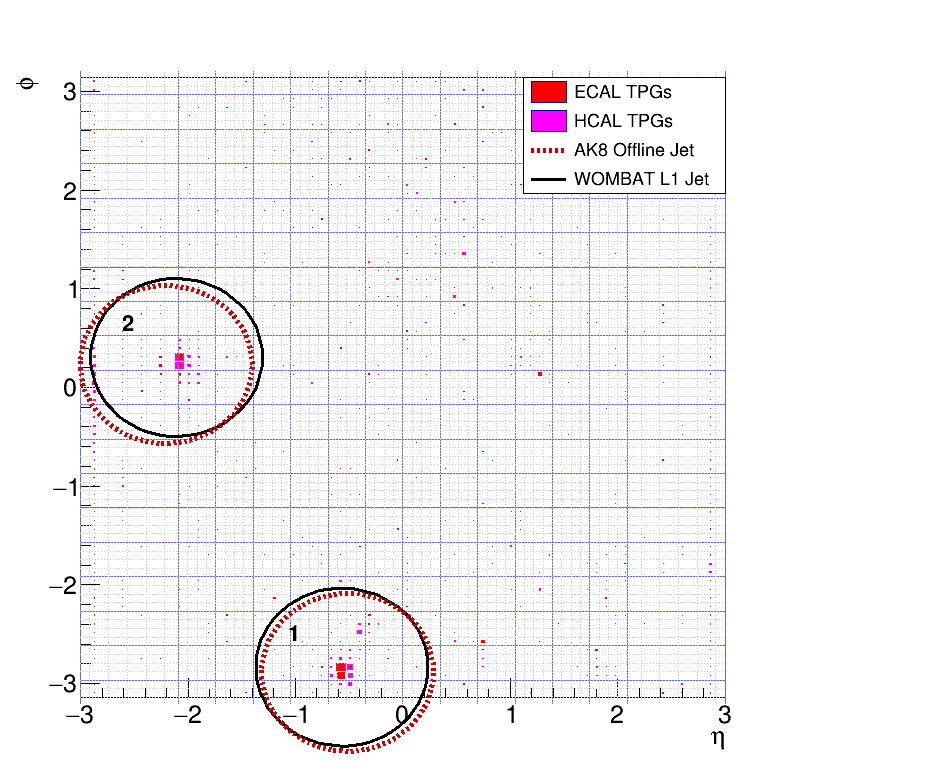 ϕ
3
ECAL TPGs
HCAL TPGs
AK8 Offline Jet
WOMBAT L1 Jet
2
1
2
0
−1
−2
1
−3
−3 −2 −1 0 1 2 3
η